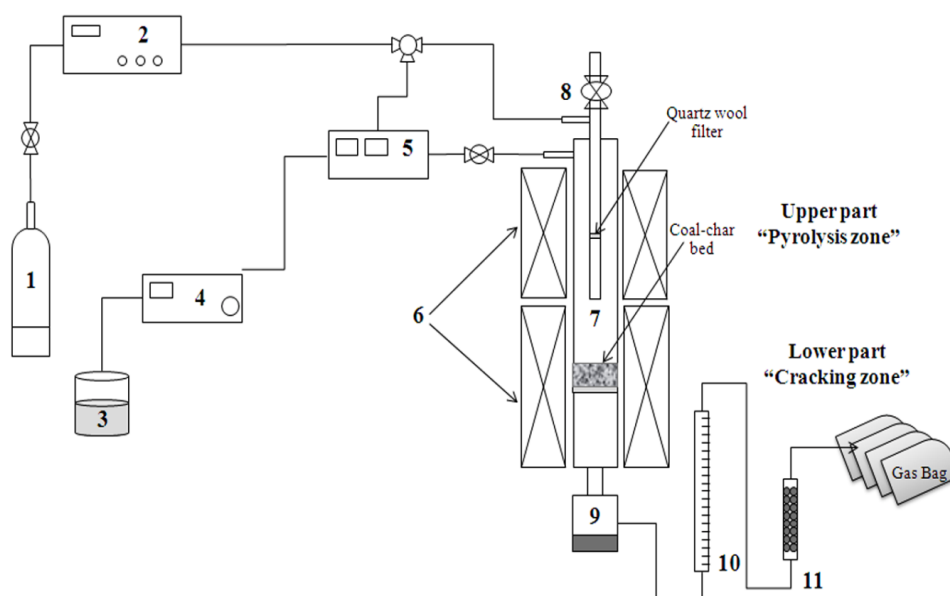 2
8
Quartz wool
filter
5
Upper part
“Pyrolysis zone”
Coal-char
bed
1
4
6
7
Lower part
“Cracking zone”
3
Gas Bag
9
10
11